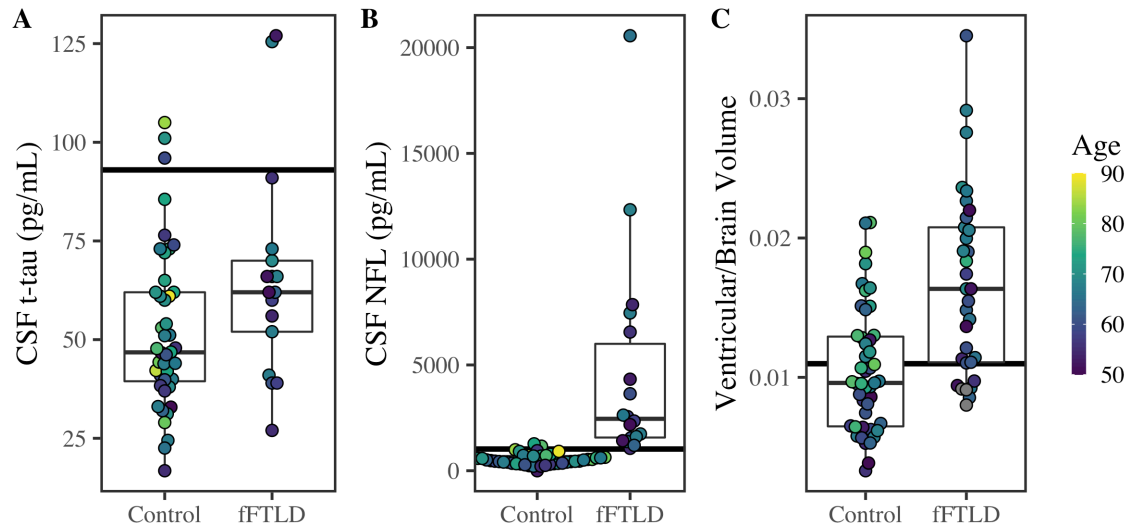 A
B
C
CSF t-tau (pg/mL)
125
100
75
50
25
Control
fFTLD
CSF NFL (pg/mL)
20000
15000
10000
5000
0
Control
fFTLD
Ventricular/Brain Volume
0.03
0.02
0.01
Control
fFTLD
Age
90
80
70
60
50